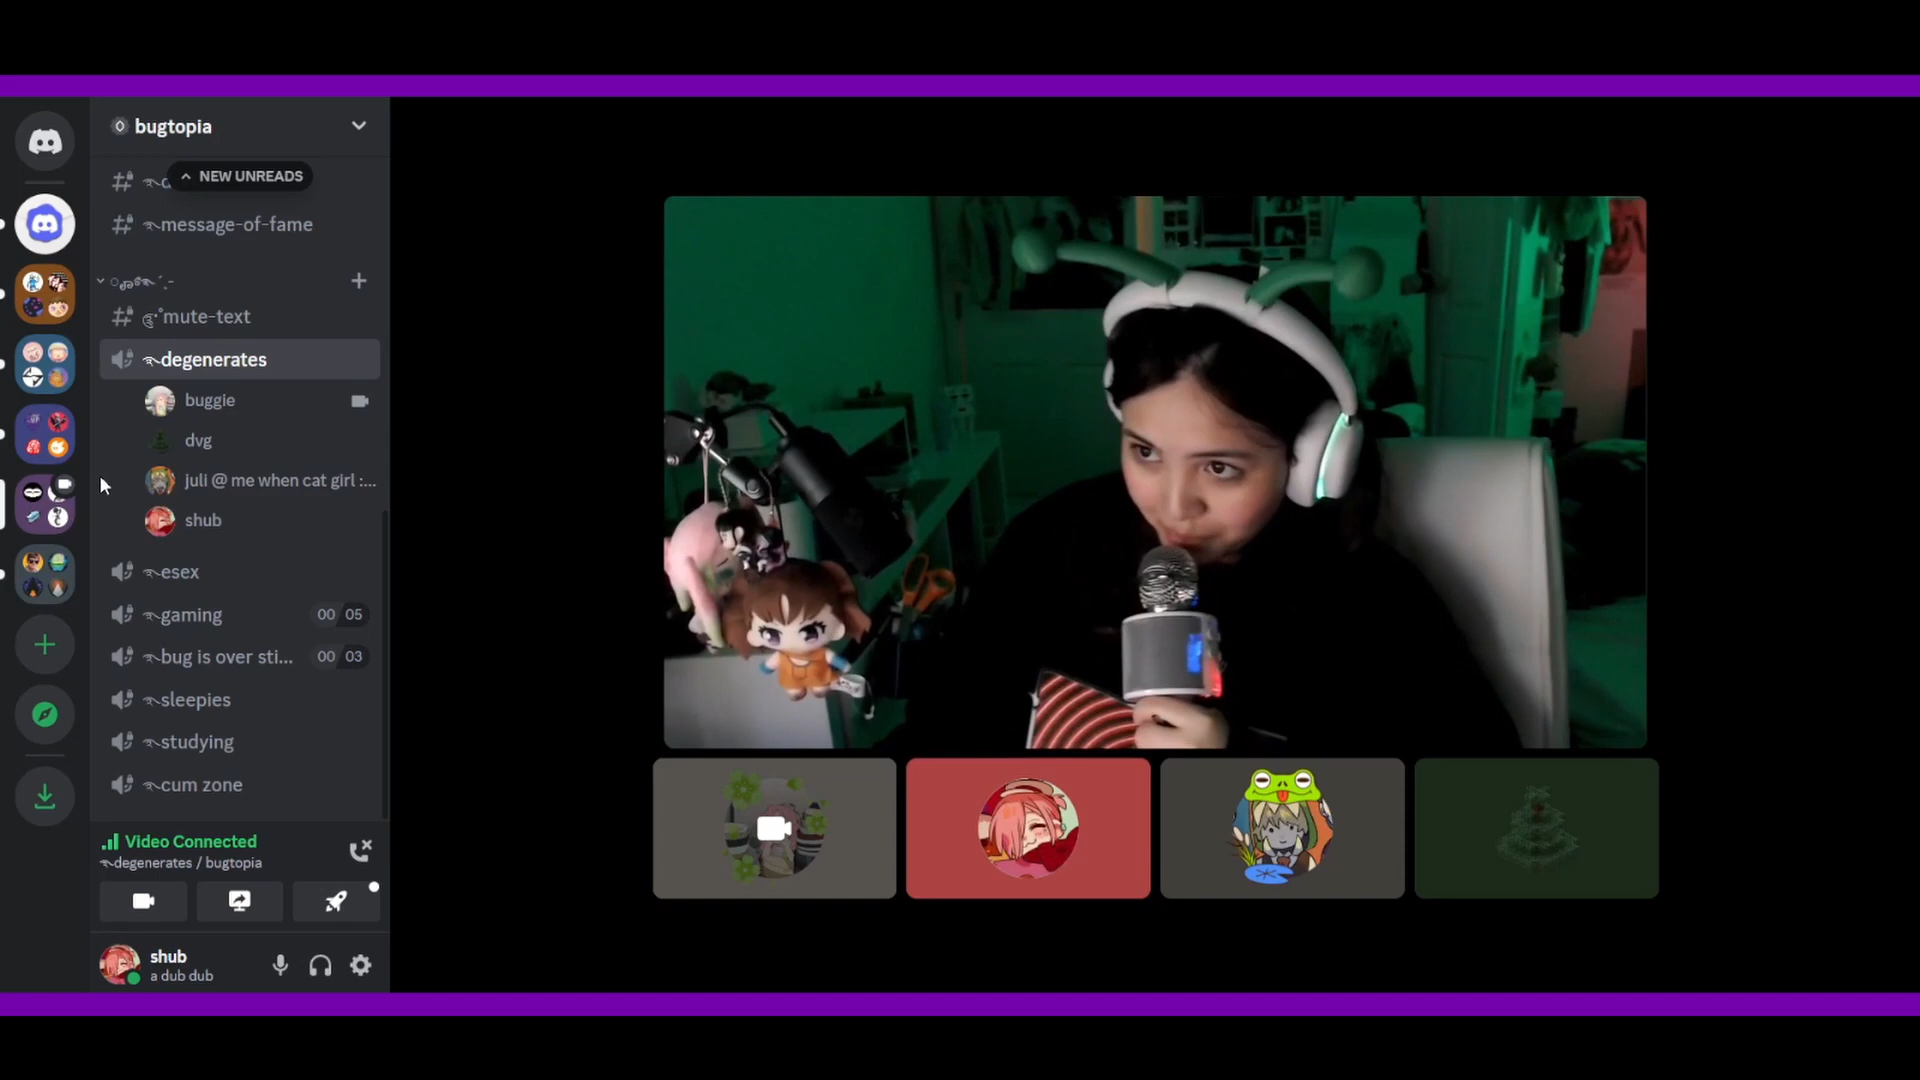 bugtopia
NEW UNREADS
message-of-fame
mute-text
degenerates
buggie
dvg
juli @ me when cat girl :...
shub
esex
gaming
00 05
bug is over sti...
00 03
sleepies
studying
cum zone
Video Connected
degenerates / bugtopia
shub
a dub dub